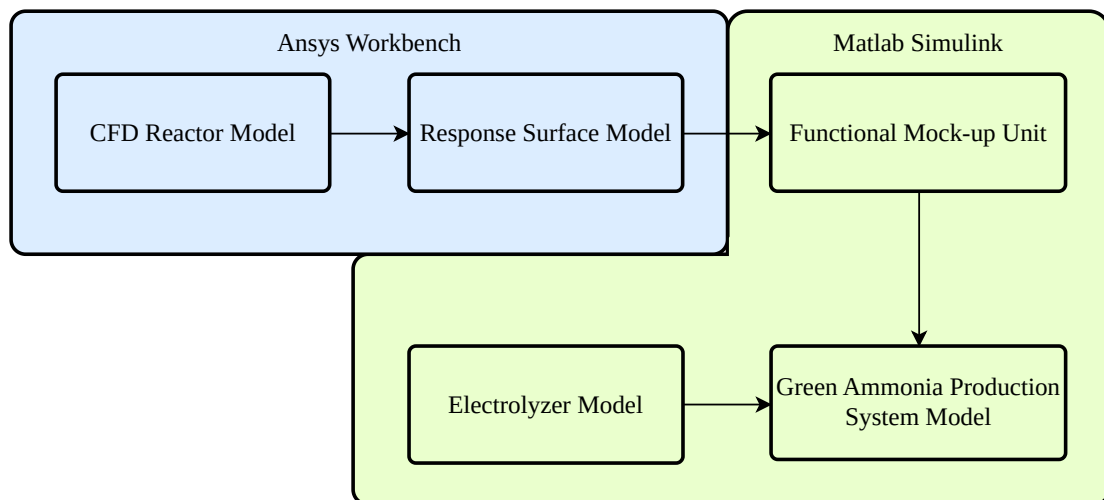 Ansys Workbench
Matlab Simulink
CFD Reactor Model
Response Surface Model
Functional Mock-up Unit
Electrolyzer Model
Green Ammonia Production
System Model